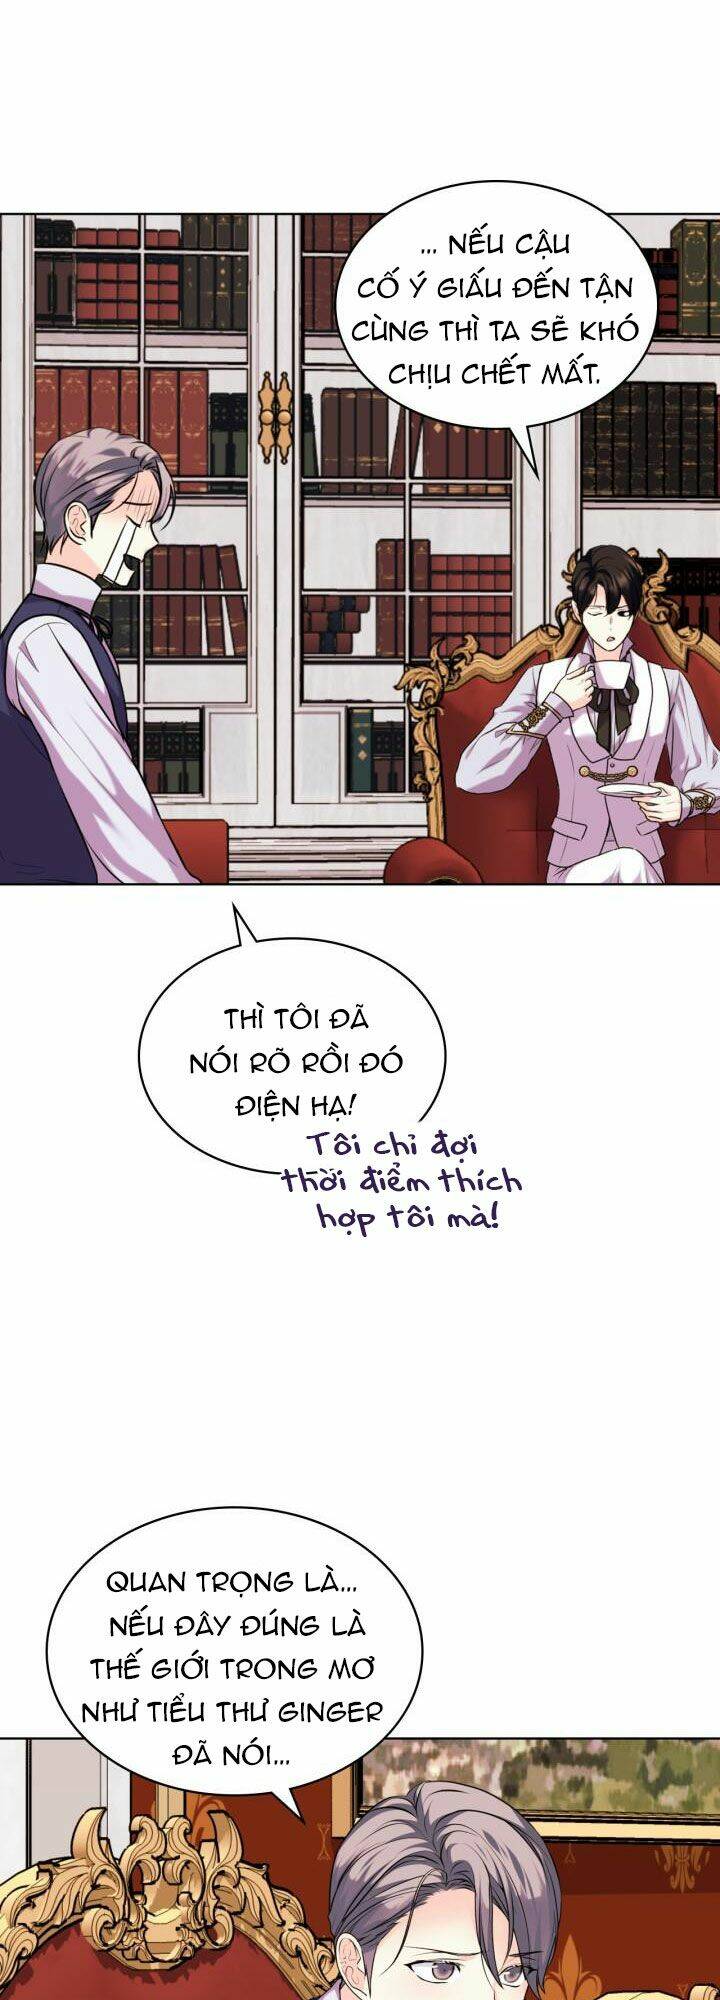 ... NẾU CẬU
CỐ Ý GIẤU ĐẾN TẬN
CÙNG THÌ TA SẼ KHÓ
CHỊU CHẾT MẤT.
THÌ TÔI ĐÃ
NÓI RÕ RỒI ĐÓ
ĐIỆN HẠ!
Tôi chỉ đợi
thời điểm thích
hợp tôi mà!
QUAN TRỌNG LÀ...
NẾU ĐÂY ĐÚNG LÀ
THẾ GIỚI TRONG MƠ
NHƯ TIỂU THƯ GINGER
ĐÃ NÓI...